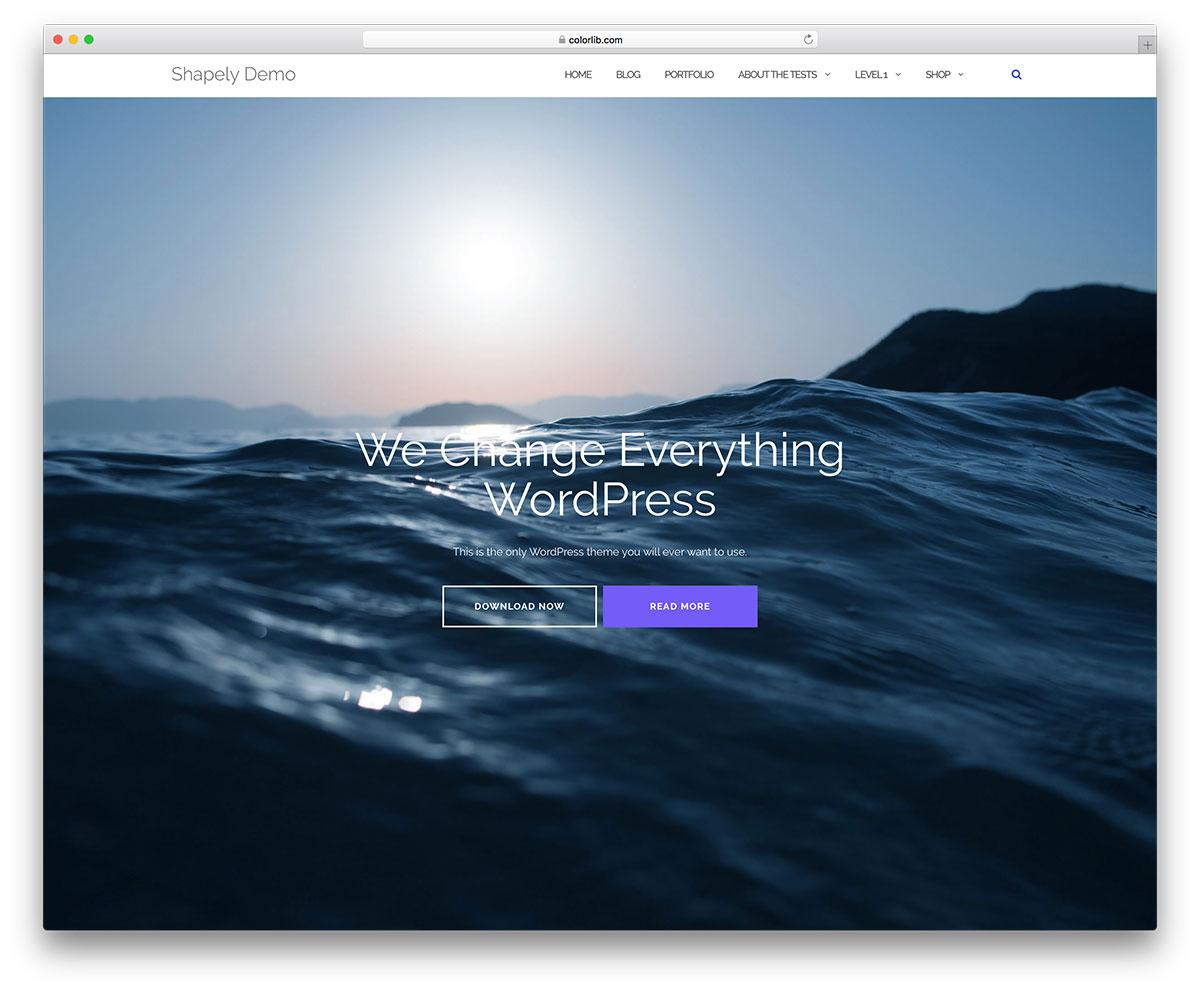 colorlib.com
Shapely Demo
HOME BLOG PORTFOLIO ABOUT THE TESTS LEVEL 1 SHOP
We Change Everything
WordPress
This is the only WordPress theme you will ever want to use.
DOWNLOAD NOW READ MORE